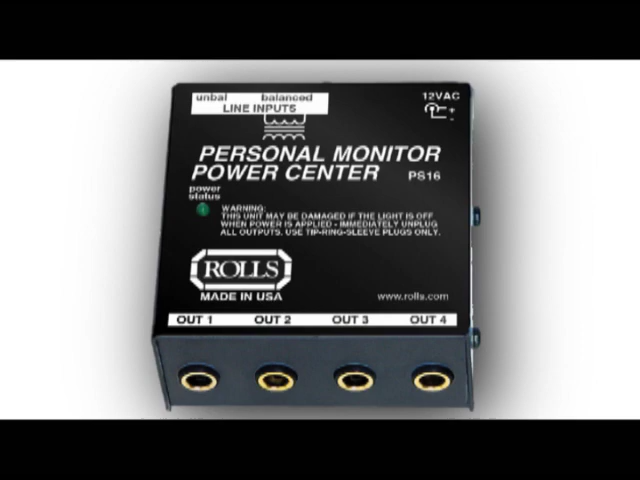 unbal balanced
LINE INPUTS
12VAC
+
-
PERSONAL MONITOR
POWER CENTER PS16
power
status
WARNING:
THIS UNIT MAY BE DAMAGED IF THE LIGHT IS OFF
WHEN POWER IS APPLIED - IMMEDIATELY UNPLUG
ALL OUTPUTS. USE TIP-RING-SLEEVE PLUGS ONLY.
ROLLS
MADE IN USA
www.rolls.com
OUT 1 OUT 2 OUT 3 OUT 4